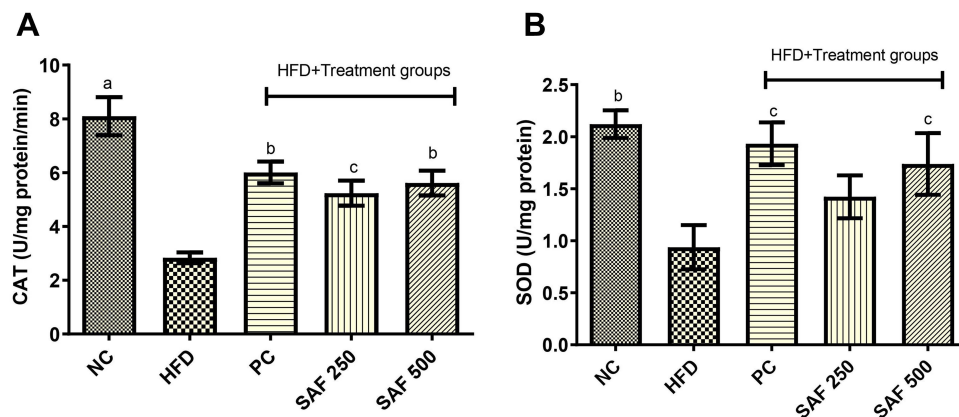 A
HFD+Treatment groups
CAT (U/mg protein/min)
10
8
6
4
2
0
a
b
c
b
NC
HFD
PC
SAF 250
SAF 500
B
HFD+Treatment groups
SOD (U/mg protein)
2.5
2.0
1.5
1.0
0.5
0.0
b
c
c
NC
HFD
PC
SAF 250
SAF 500